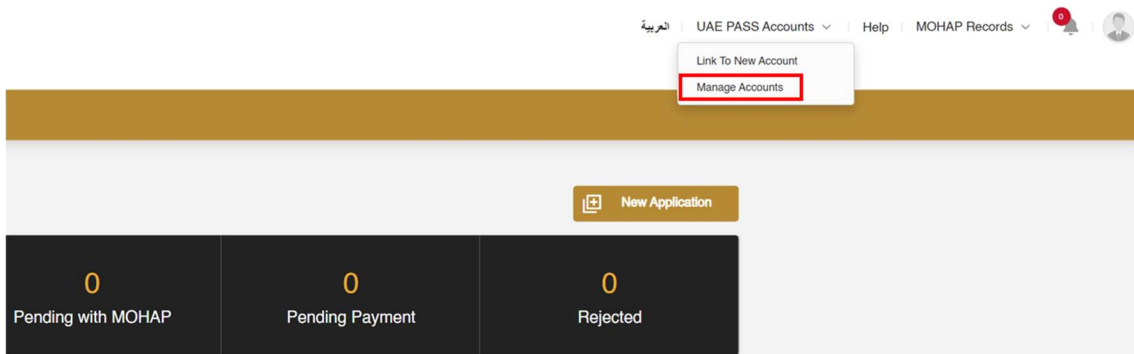 العربية
UAE PASS Accounts
Help
MOHAP Records
0
Link To New Account
Manage Accounts
New Application
0
Pending with MOHAP
0
Pending Payment
0
Rejected